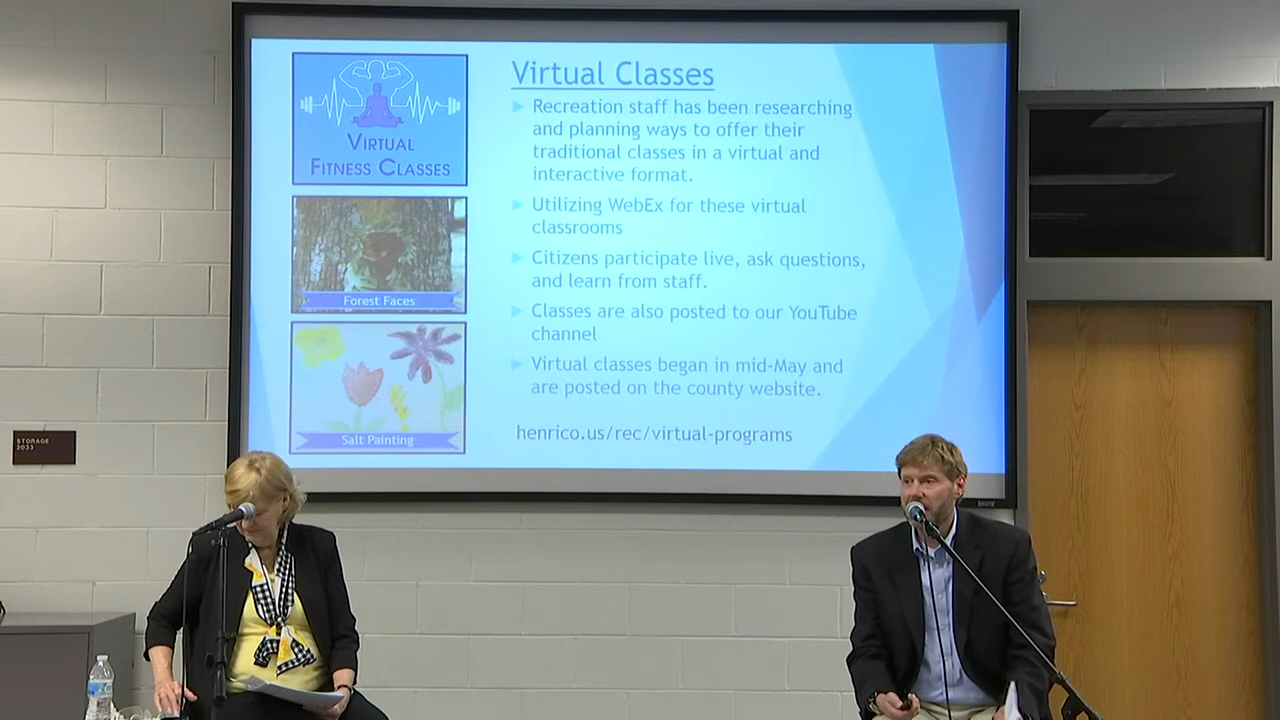 Virtual
Fitness Classes
Forest Faces
Salt Painting
Virtual Classes
Recreation staff has been researching
and planning ways to offer their
traditional classes in a virtual and
interactive format.
Utilizing WebEx for these virtual
classrooms
Citizens participate live, ask questions,
and learn from staff.
Classes are also posted to our YouTube
channel
Virtual classes began in mid-May and
are posted on the county website.
henrico.us/rec/virtual-programs
STORAGE
2033